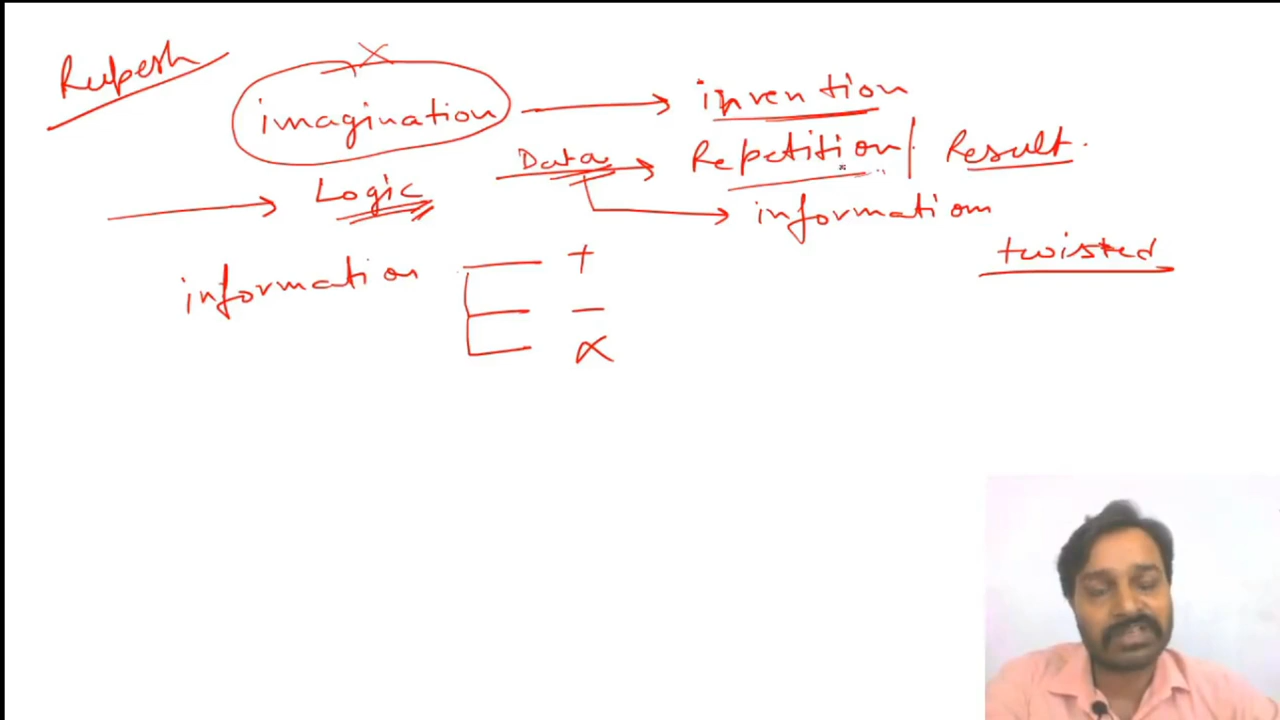 Rupesh
x
imagination → invention
Data → Repetition/ Result.
→ Logic
→ information
twisted
information +
-
α